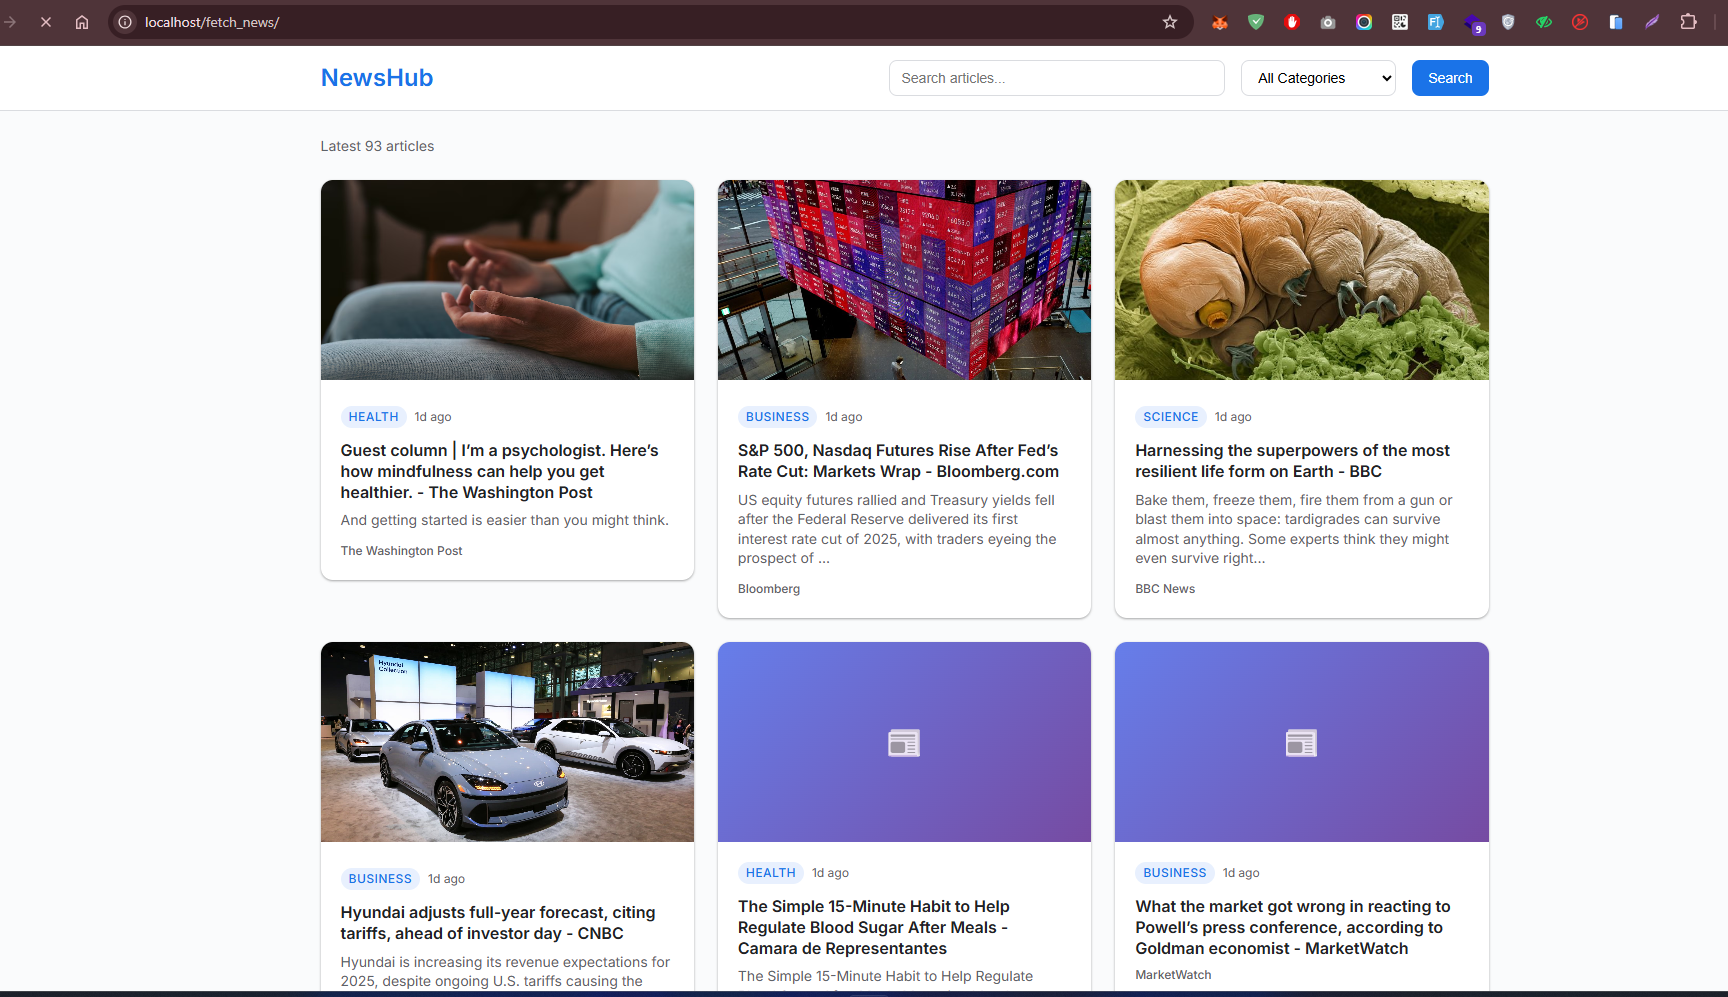 localhost/fetch_news/
9
NewsHub
Search articles...
All Categories
Search
Latest 93 articles
HEALTH 1d ago
Guest column | I’m a psychologist. Here’s
how mindfulness can help you get
healthier. - The Washington Post
And getting started is easier than you might think.
The Washington Post
BUSINESS 1d ago
S&P 500, Nasdaq Futures Rise After Fed’s
Rate Cut: Markets Wrap - Bloomberg.com
US equity futures rallied and Treasury yields fell
after the Federal Reserve delivered its first
interest rate cut of 2025, with traders eyeing the
prospect of ...
Bloomberg
SCIENCE 1d ago
Harnessing the superpowers of the most
resilient life form on Earth - BBC
Bake them, freeze them, fire them from a gun or
blast them into space: tardigrades can survive
almost anything. Some experts think they might
even survive right...
BBC News
Hyundai
Collection
BUSINESS 1d ago
Hyundai adjusts full-year forecast, citing
tariffs, ahead of investor day - CNBC
Hyundai is increasing its revenue expectations for
2025, despite ongoing U.S. tariffs causing the
HEALTH 1d ago
The Simple 15-Minute Habit to Help
Regulate Blood Sugar After Meals -
Camara de Representantes
The Simple 15-Minute Habit to Help Regulate
BUSINESS 1d ago
What the market got wrong in reacting to
Powell’s press conference, according to
Goldman economist - MarketWatch
MarketWatch